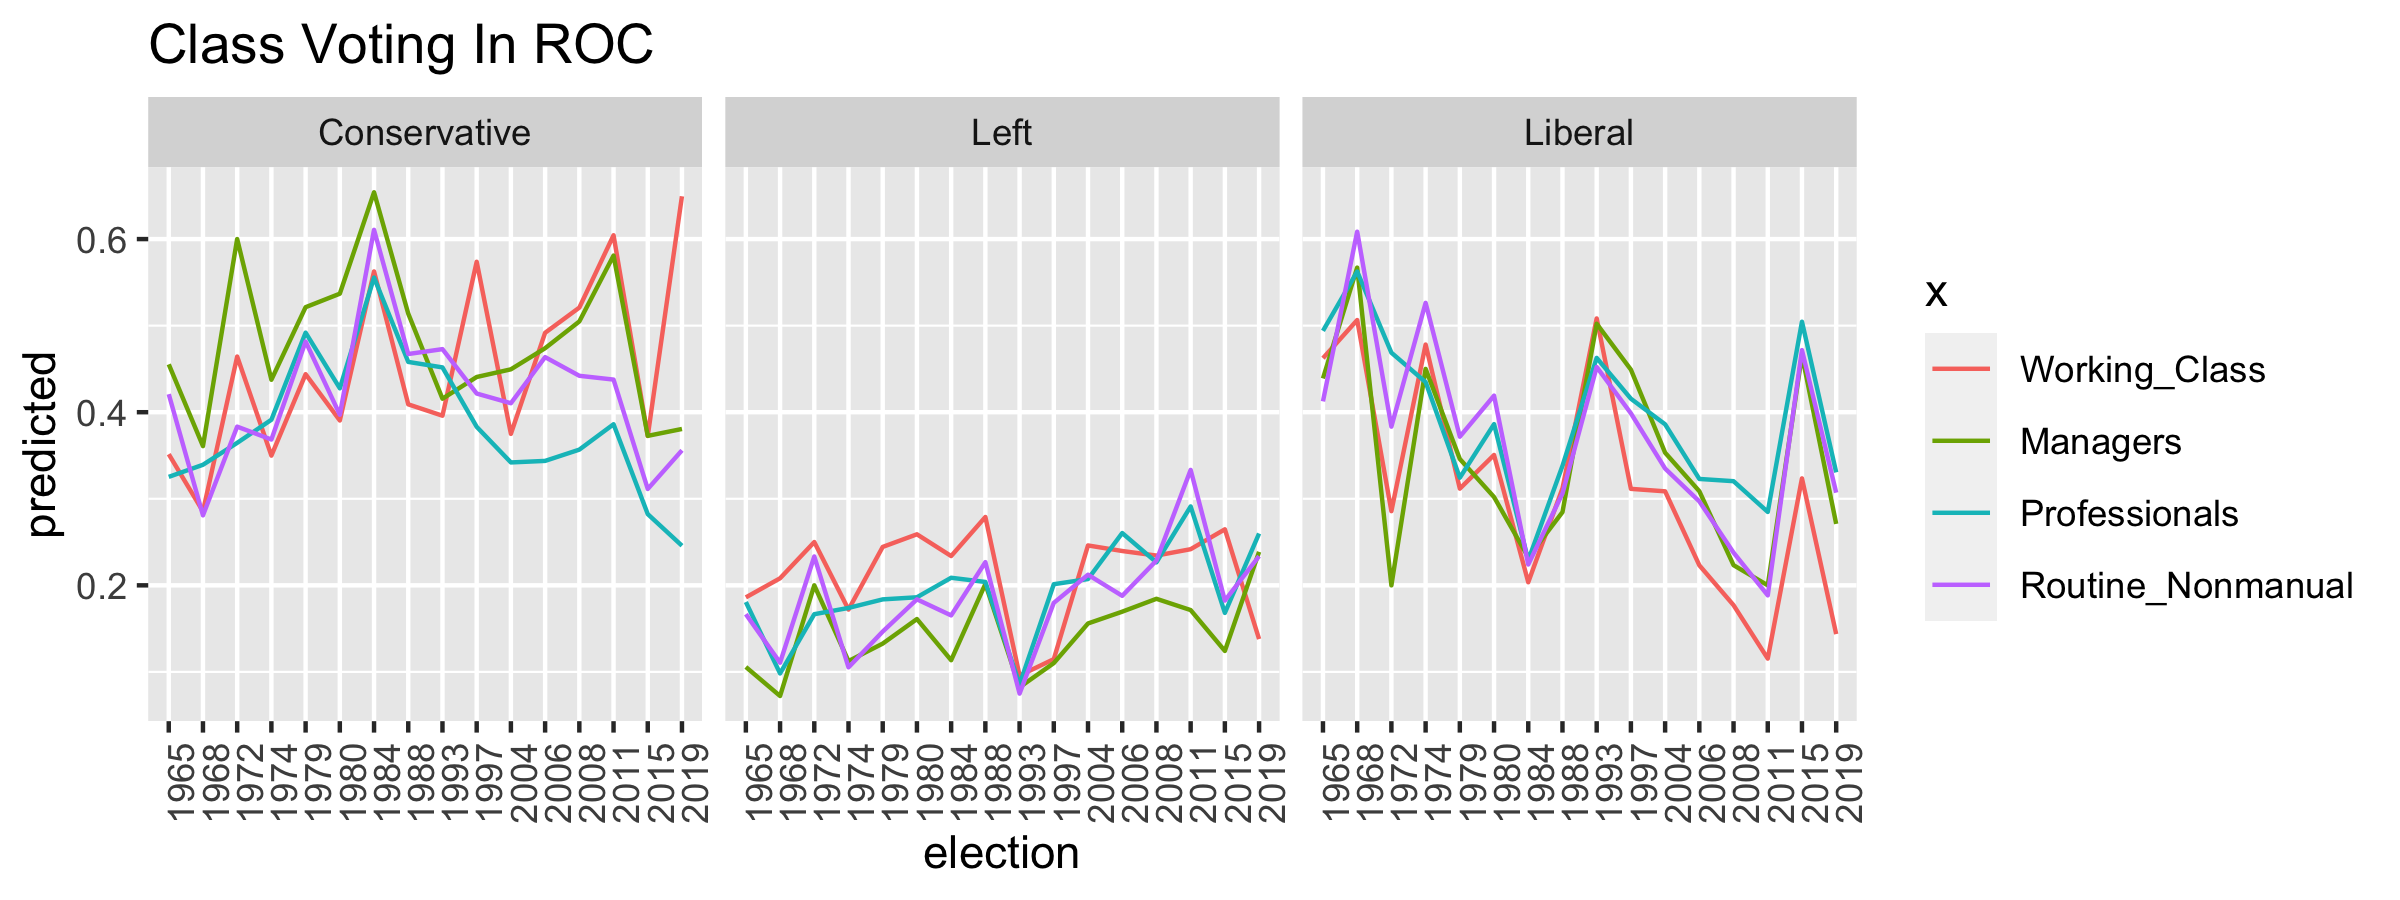 Class Voting In ROC
Conservative
Left
Liberal
predicted
0.6
0.4
0.2
1965 1968 1972 1974 1979 1980 1984 1988 1993 1997 2004 2006 2008 2011 2015 2019
1965 1968 1972 1974 1979 1980 1984 1988 1993 1997 2004 2006 2008 2011 2015 2019
1965 1968 1972 1974 1979 1980 1984 1988 1993 1997 2004 2006 2008 2011 2015 2019
election
x
Working_Class
Managers
Professionals
Routine_Nonmanual